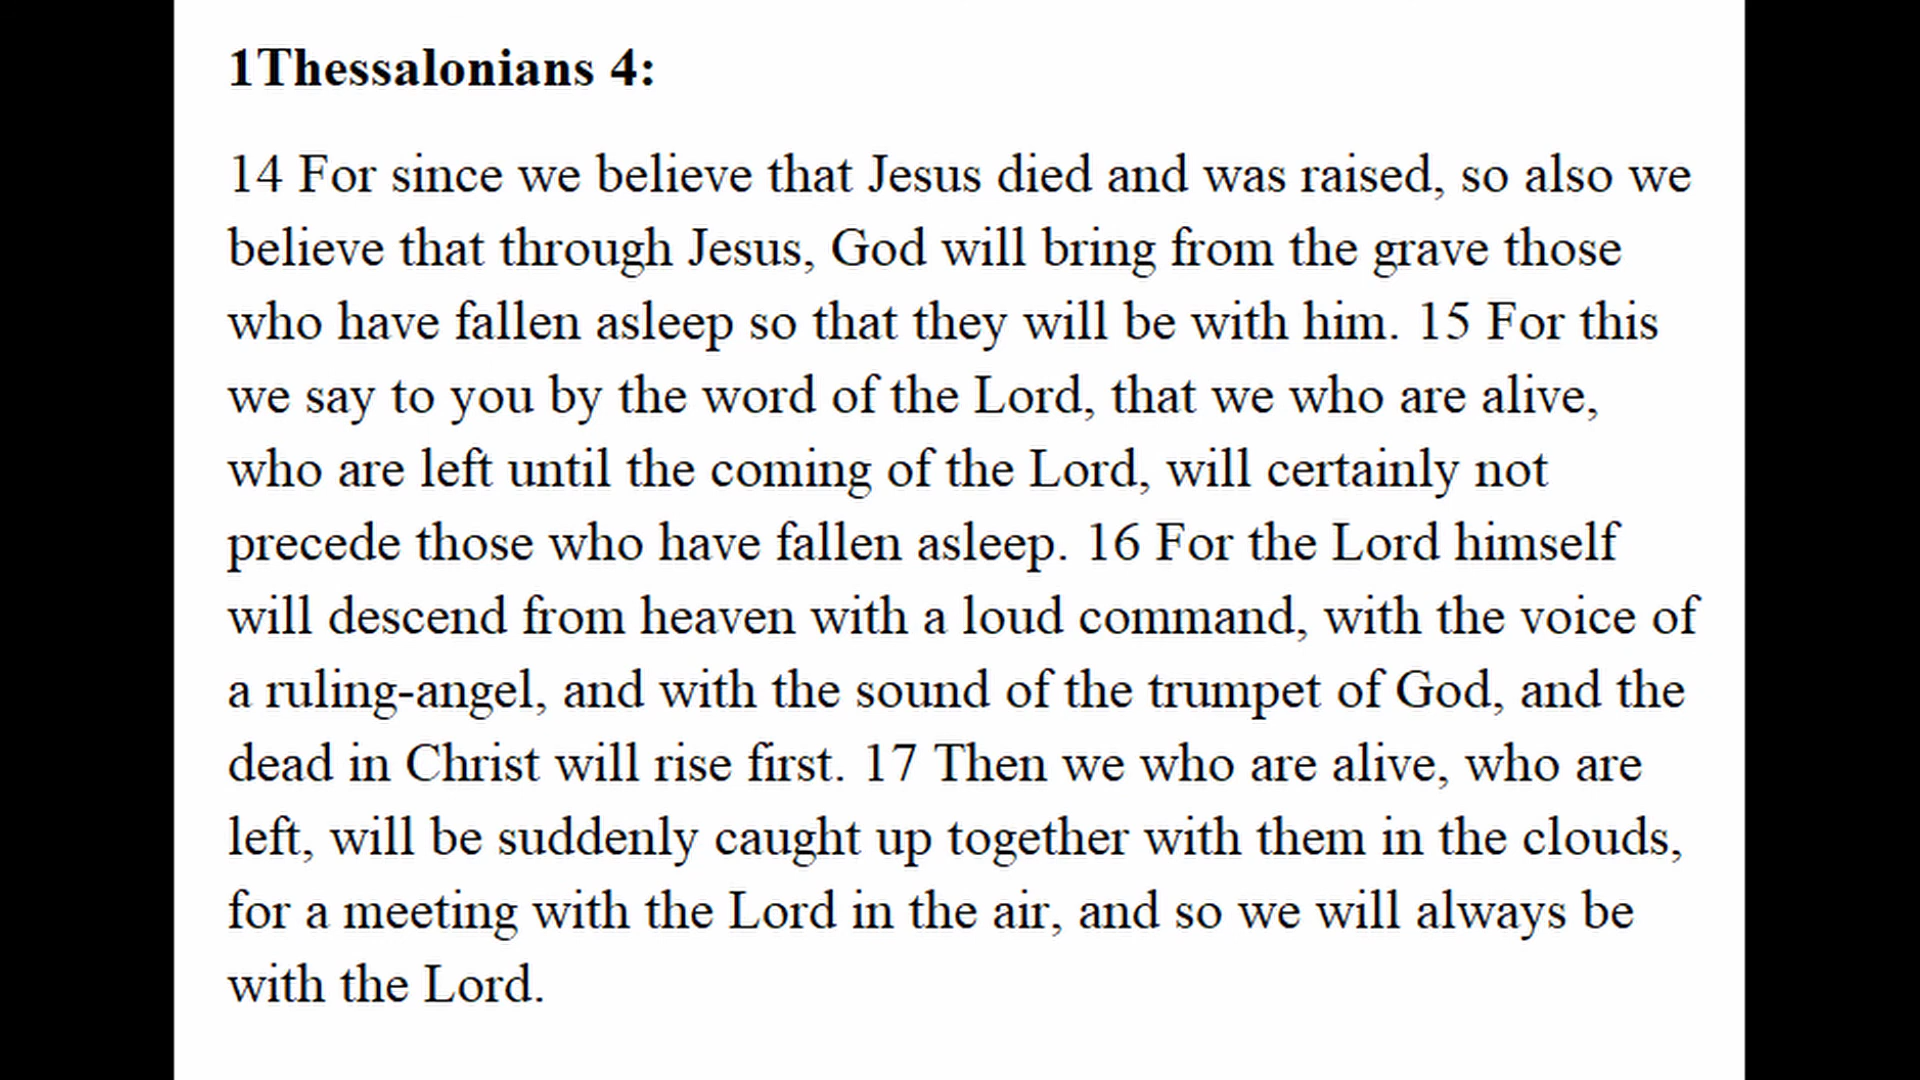 1Thessalonians 4:
14 For since we believe that Jesus died and was raised, so also we
believe that through Jesus, God will bring from the grave those
who have fallen asleep so that they will be with him. 15 For this
we say to you by the word of the Lord, that we who are alive,
who are left until the coming of the Lord, will certainly not
precede those who have fallen asleep. 16 For the Lord himself
will descend from heaven with a loud command, with the voice of
a ruling-angel, and with the sound of the trumpet of God, and the
dead in Christ will rise first. 17 Then we who are alive, who are
left, will be suddenly caught up together with them in the clouds,
for a meeting with the Lord in the air, and so we will always be
with the Lord.